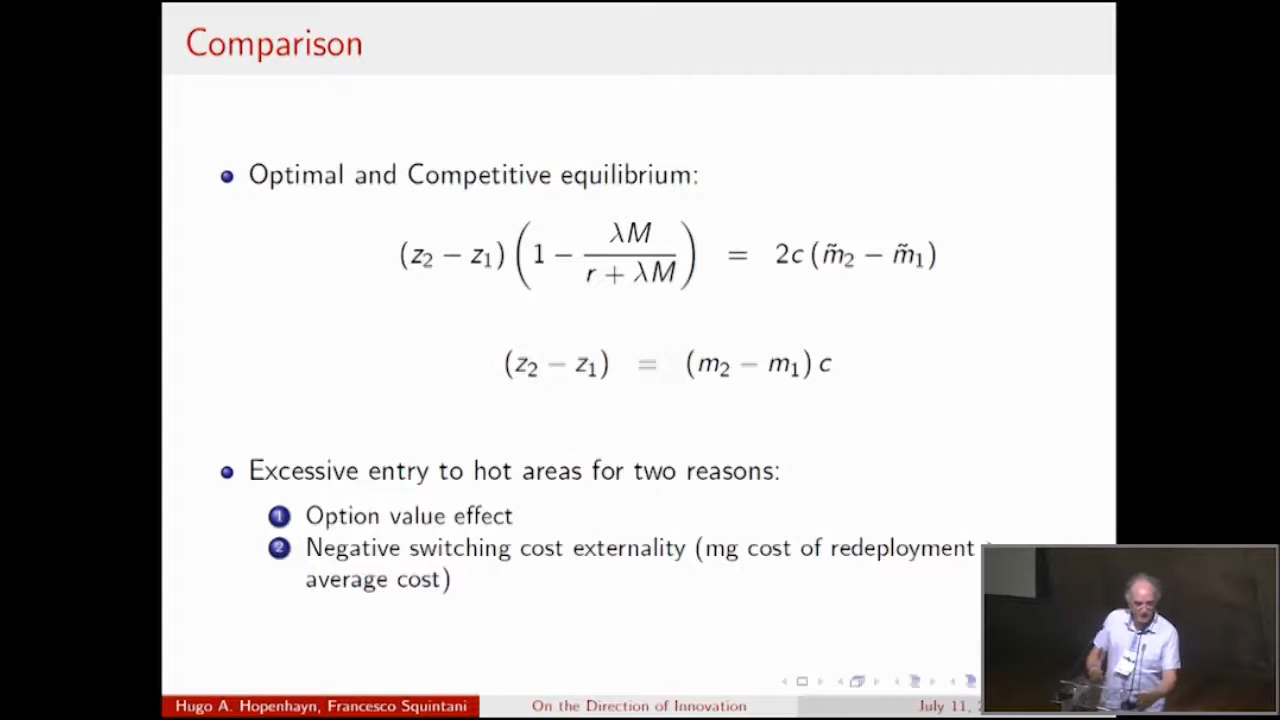 Comparison
Optimal and Competitive equilibrium:
(z₂ − z₁) (1 − λM / (r + λM)) = 2c (m̃₂ − m̃₁)
(z₂ − z₁) = (m₂ − m₁) c
Excessive entry to hot areas for two reasons:
1 Option value effect
2 Negative switching cost externality (mg cost of redeployment
average cost)
Hugo A. Hopenhayn, Francesco Squintani On the Direction of Innovation July 11,